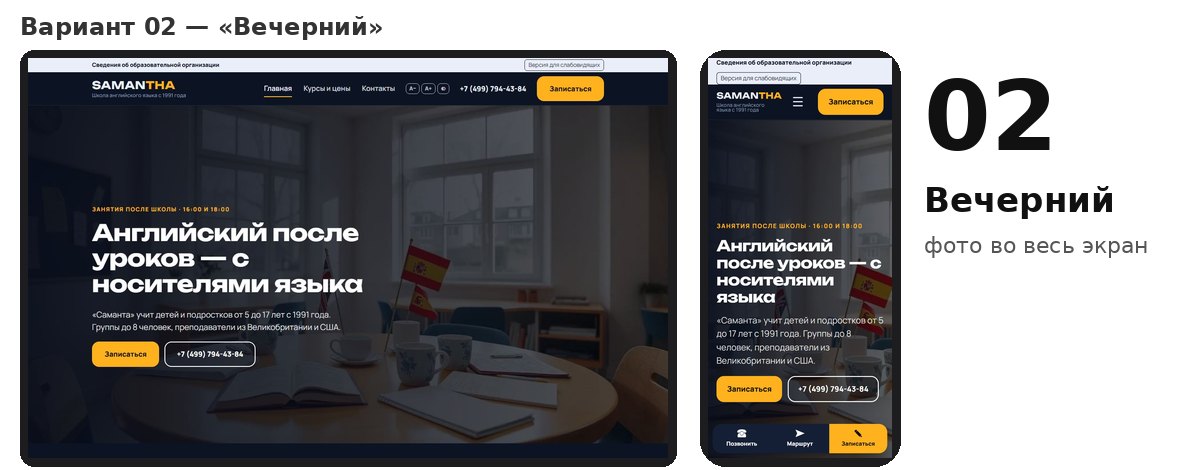 Вариант 02 — «Вечерний»
Сведения об образовательной организации
Версия для слабовидящих
SAMANTHA
Школа английского языка с 1991 года
Главная
Курсы и цены
Контакты
A−
A+
+7 (499) 794-43-84
Записаться
ЗАНЯТИЯ ПОСЛЕ ШКОЛЫ · 16:00 И 18:00
Английский после
уроков — с
носителями языка
«Саманта» учит детей и подростков от 5 до 17 лет с 1991 года.
Группы до 8 человек, преподаватели из Великобритании и США.
Записаться
+7 (499) 794-43-84
Сведения об образовательной организации
Версия для слабовидящих
SAMANTHA
Школа английского
языка с 1991 года
Записаться
ЗАНЯТИЯ ПОСЛЕ ШКОЛЫ · 16:00 И 18:00
Английский
после уроков — с
носителями
языка
«Саманта» учит детей и подростков от 5
до 17 лет с 1991 года. Группы до 8
человек, преподаватели из
Великобритании и США.
Записаться
+7 (499) 794-43-84
Позвонить
Маршрут
Записаться
02
Вечерний
фото во весь экран